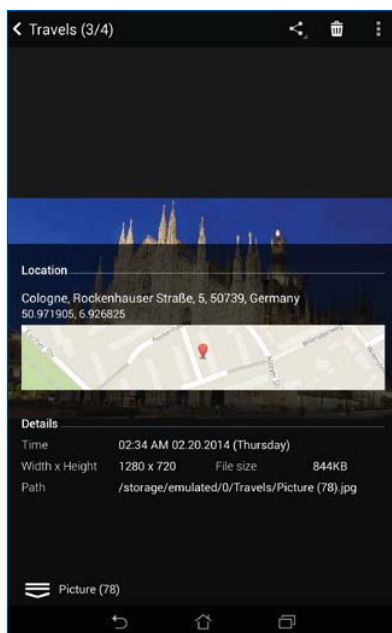 Travels (3/4)
Location
Cologne, Rockenhauser Straße, 5, 50739, Germany
50.971905, 6.926825
Details
Time 02:34 AM 02.20.2014 (Thursday)
Width x Height 1280 x 720 File size 844KB
Path /storage/emulated/0/Travels/Picture (78).jpg
Picture (78)